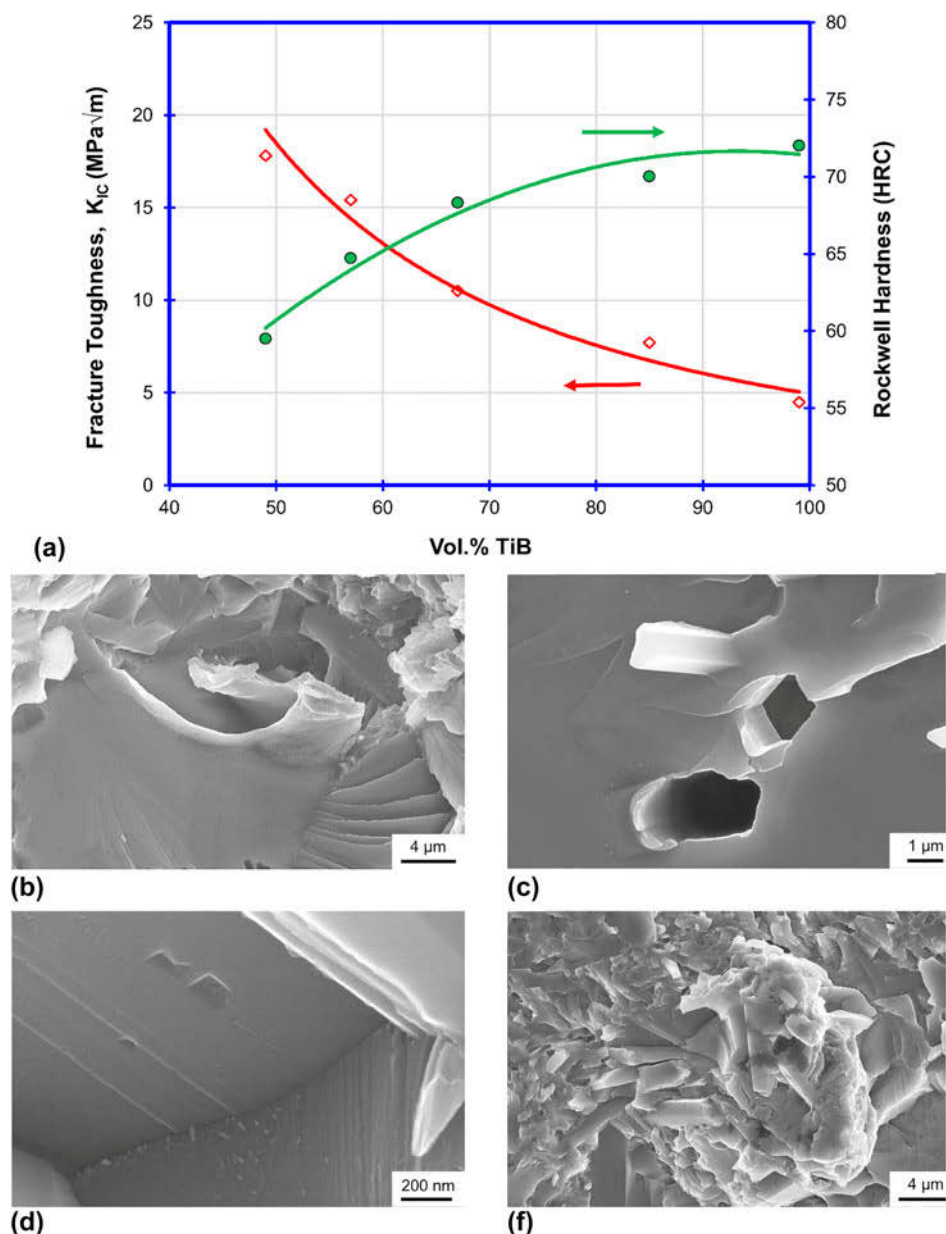 25
20
15
10
5
0
Fracture Toughness, K_IC (MPa√m)
80
75
70
65
60
55
50
Rockwell Hardness (HRC)
40 50 60 70 80 90 100
Vol.% TiB
(a)
4 µm
(b)
1 µm
(c)
200 nm
(d)
4 µm
(f)